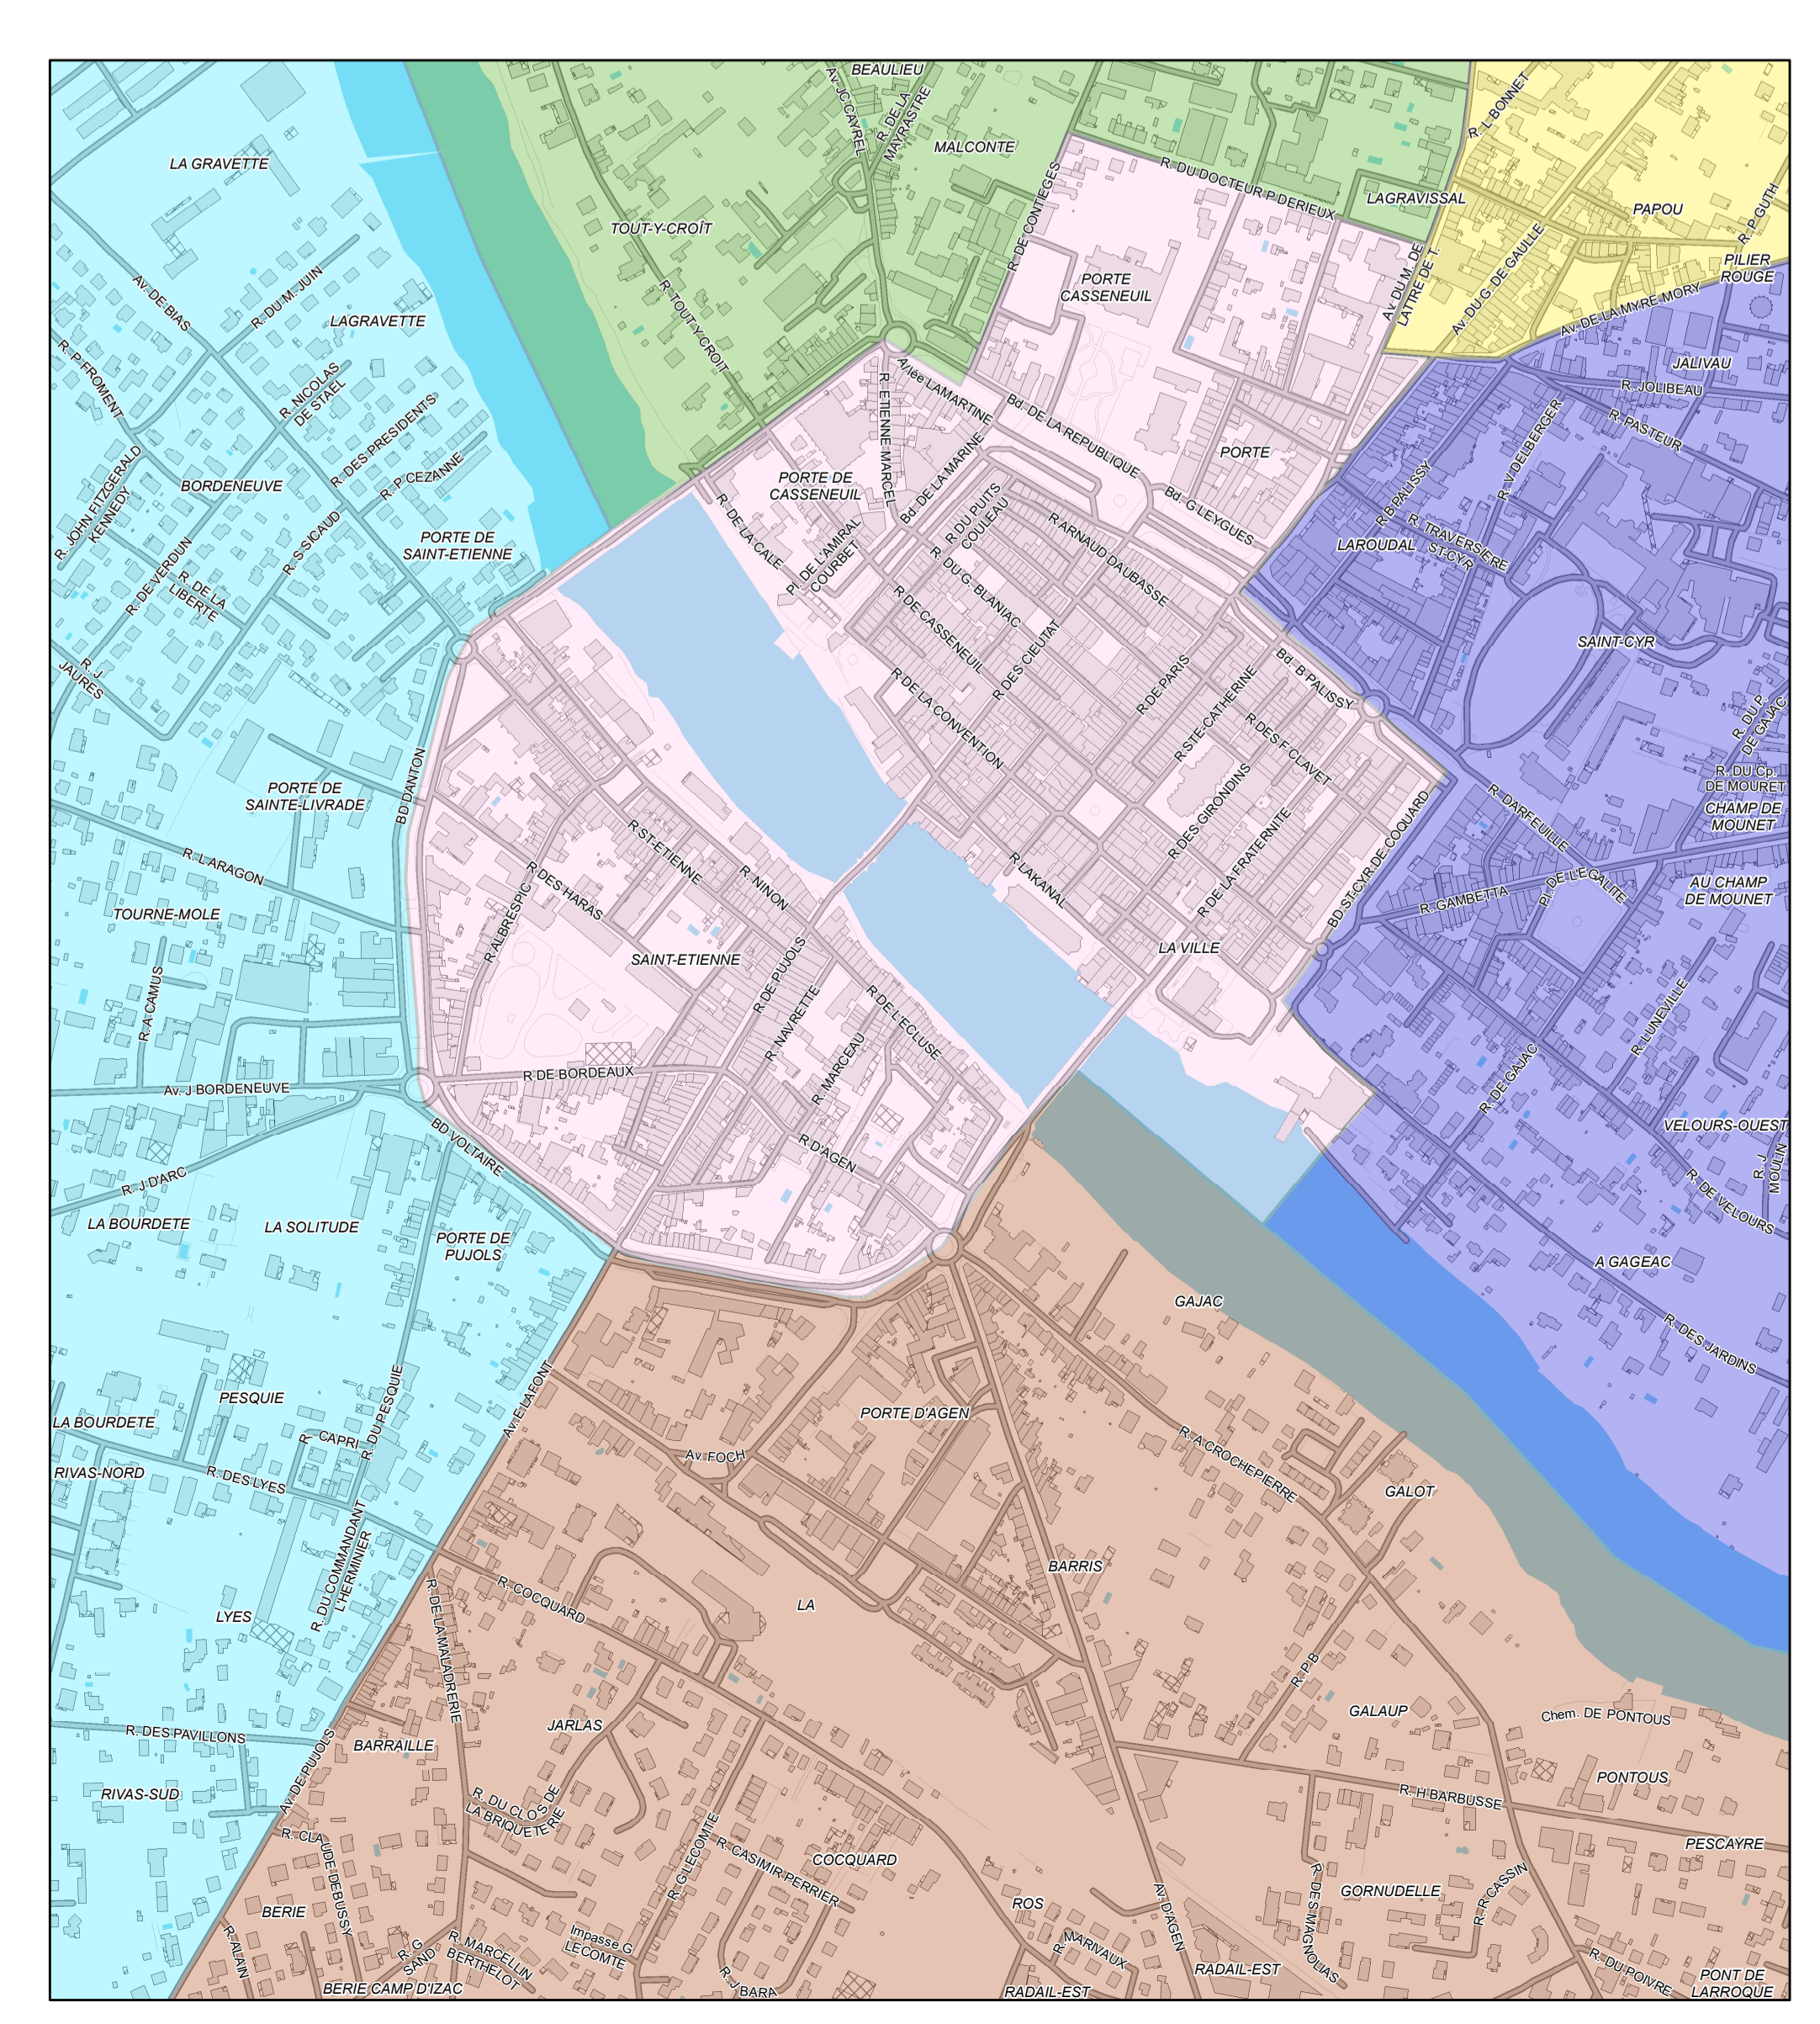 BEAULIEU
Av. JC CAYREL
R. DE LA
MAYRASTRE
R. L BONNET
LA GRAVETTE
MALCONTE
R. DE CONTIEGES
R. DU DOCTEUR P DERIEUX
LAGRAVISSAL
PAPOU
R. P. GUTH
TOUT-Y-CROÎT
PILIER
ROUGE
Av. DE BIAS
R. DU M. JUIN
R. TOUT Y CROIT
PORTE
CASSENEUIL
Av. DU M. DE
LATTRE DE T.
Av. DU G. DE GAULLE
Av. DE LA MYRE MORY
LAGRAVETTE
R. P FROMENT
R. NICOLAS
DE STAEL
R. ETIENNE MARCEL
Allée LAMARTINE
JALIVAU
R. JOLIBEAU
R. DES PRESIDENTS
Bd. DE LA REPUBLIQUE
R. PASTEUR
R. V DELBERGER
R. P CEZANNE
R. JOHN FITZGERALD
KENNEDY
BORDENEUVE
PORTE DE
CASSENEUIL
Bd. DE LA MARINE
PORTE
R B PALISSY
R. S SICAUD
PORTE DE
SAINT-ETIENNE
R. DE LA CALE
R. DU PUITS
COULEAU
Bd. G LEYGUES
R ARNAUD DAUBASSE
R. TRAVERSIERE
ST-CYR
LAROUDAL
R. DE VERDUN
R. DE LA
LIBERTE
Pl. DE L'AMIRAL
COURBET
R. DU G. BLANIAC
R DE CASSENEUIL
R DES CIEUTAT
SAINT-CYR
R. J
JAURES
R DE LA CONVENTION
R DE PARIS
R STE-CATHERINE
Bd. B PALISSY
R DES F CLAVET
R. DU P.
DE GAJAC
R. DU Cp.
DE MOURET
CHAMP DE
MOUNET
BD DANTON
PORTE DE
SAINTE-LIVRADE
R DES GIRONDINS
R DE LA FRATERNITE
BD ST-CYR DE COQUARD
R. DARFEUILLE
R. L ARAGON
R ST-ETIENNE
R. NINON
R DES HARAS
R LAKANAL
R. GAMBETTA
Pl. DE L'EGALITE
AU CHAMP
DE MOUNET
TOURNE-MOLE
R ALBRESPIC
SAINT-ETIENNE
LA VILLE
R. A CAMUS
R DE PUJOLS
R. NAVRETTE
R DE L'ECLUSE
R. LUNEVILLE
R. MARCEAU
R DE BORDEAUX
R. DE GAJAC
Av. J BORDENEUVE
BD VOLTAIRE
R D'AGEN
VELOURS-OUEST
R. J
MOULIN
R. J D'ARC
R. DE VELOURS
LA BOURDETE
LA SOLITUDE
PORTE DE
PUJOLS
A GAGEAC
GAJAC
R. DES JARDINS
PESQUIE
R. DU PESQUIE
Av. E LAFONT
LA BOURDETE
PORTE D'AGEN
R. CAPRI
Av. FOCH
R. A CROCHEPIERRE
RIVAS-NORD
R. DES LYES
GALOT
R. DU COMMANDANT
L'HERMINIER
BARRIS
R. COCQUARD
LYES
LA
R. DE LA MALADRERIE
R. P B
R. DES PAVILLONS
JARLAS
BARRAILLE
GALAUP
Chem. DE PONTOUS
Av. DE PUJOLS
RIVAS-SUD
PONTOUS
R. H BARBUSSE
R. DU CLOS DE
LA BRIQUETERIE
R. CLAUDE DEBUSSY
R. G LECOMTE
R. CASIMIR PERRIER
PESCAYRE
COCQUARD
BERIE
GORNUDELLE
R. R CASSIN
ROS
R. DES MAGNOLIAS
Av. D'AGEN
R. ALAIN
R. G
SAND
R. MARCELLIN
BERTHELOT
Impasse G
LECOMTE
R. MARIVAUX
RADAIL-EST
R. DU POIVRE
BERIE CAMP D'IZAC
R. J BARA
RADAIL-EST
PONT DE
LARROQUE